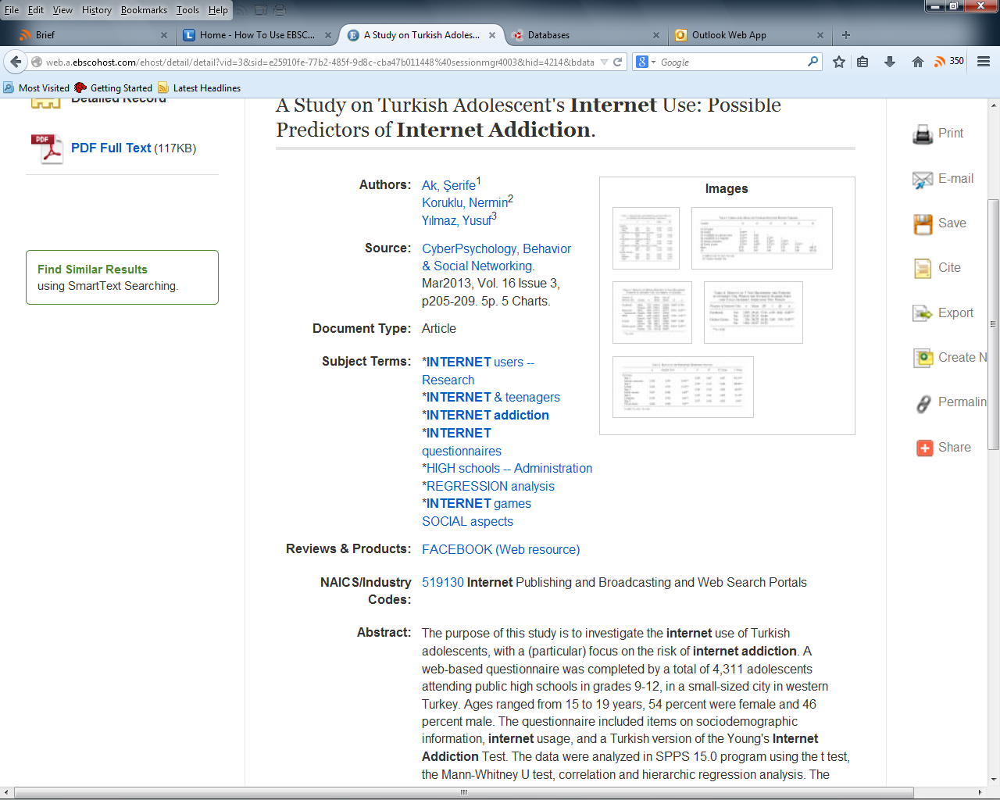 File Edit View History Bookmarks Tools Help
Brief × Home - How To Use EBSC... × A Study on Turkish Adoles... × Databases × Outlook Web App × +
web.a.ebscohost.com/ehost/detail/detail?vid=3&sid=e25910fe-77b2-485f-9d8c-cba47b011448%40sessionmgr4003&hid=4214&bdata Google 350
Most Visited Getting Started Latest Headlines
Detailed Record
PDF Full Text (117KB)
Find Similar Results
using SmartText Searching.
A Study on Turkish Adolescent's Internet Use: Possible
Predictors of Internet Addiction.
Authors: Ak, Şerife1
Koruklu, Nermin2
Yılmaz, Yusuf3
Source: CyberPsychology, Behavior
& Social Networking.
Mar2013, Vol. 16 Issue 3,
p205-209. 5p. 5 Charts.
Document Type: Article
Subject Terms: *INTERNET users --
Research
*INTERNET & teenagers
*INTERNET addiction
*INTERNET
questionnaires
*HIGH schools -- Administration
*REGRESSION analysis
*INTERNET games
SOCIAL aspects
Images
Reviews & Products: FACEBOOK (Web resource)
NAICS/Industry
Codes:
519130 Internet Publishing and Broadcasting and Web Search Portals
Abstract: The purpose of this study is to investigate the internet use of Turkish
adolescents, with a (particular) focus on the risk of internet addiction. A
web-based questionnaire was completed by a total of 4,311 adolescents
attending public high schools in grades 9-12, in a small-sized city in western
Turkey. Ages ranged from 15 to 19 years, 54 percent were female and 46
percent male. The questionnaire included items on sociodemographic
information, internet usage, and a Turkish version of the Young's Internet
Addiction Test. The data were analyzed in SPPS 15.0 program using the t test,
the Mann-Whitney U test, correlation and hierarchic regression analysis. The
Print
E-mail
Save
Cite
Export
Create N
Permalin
Share